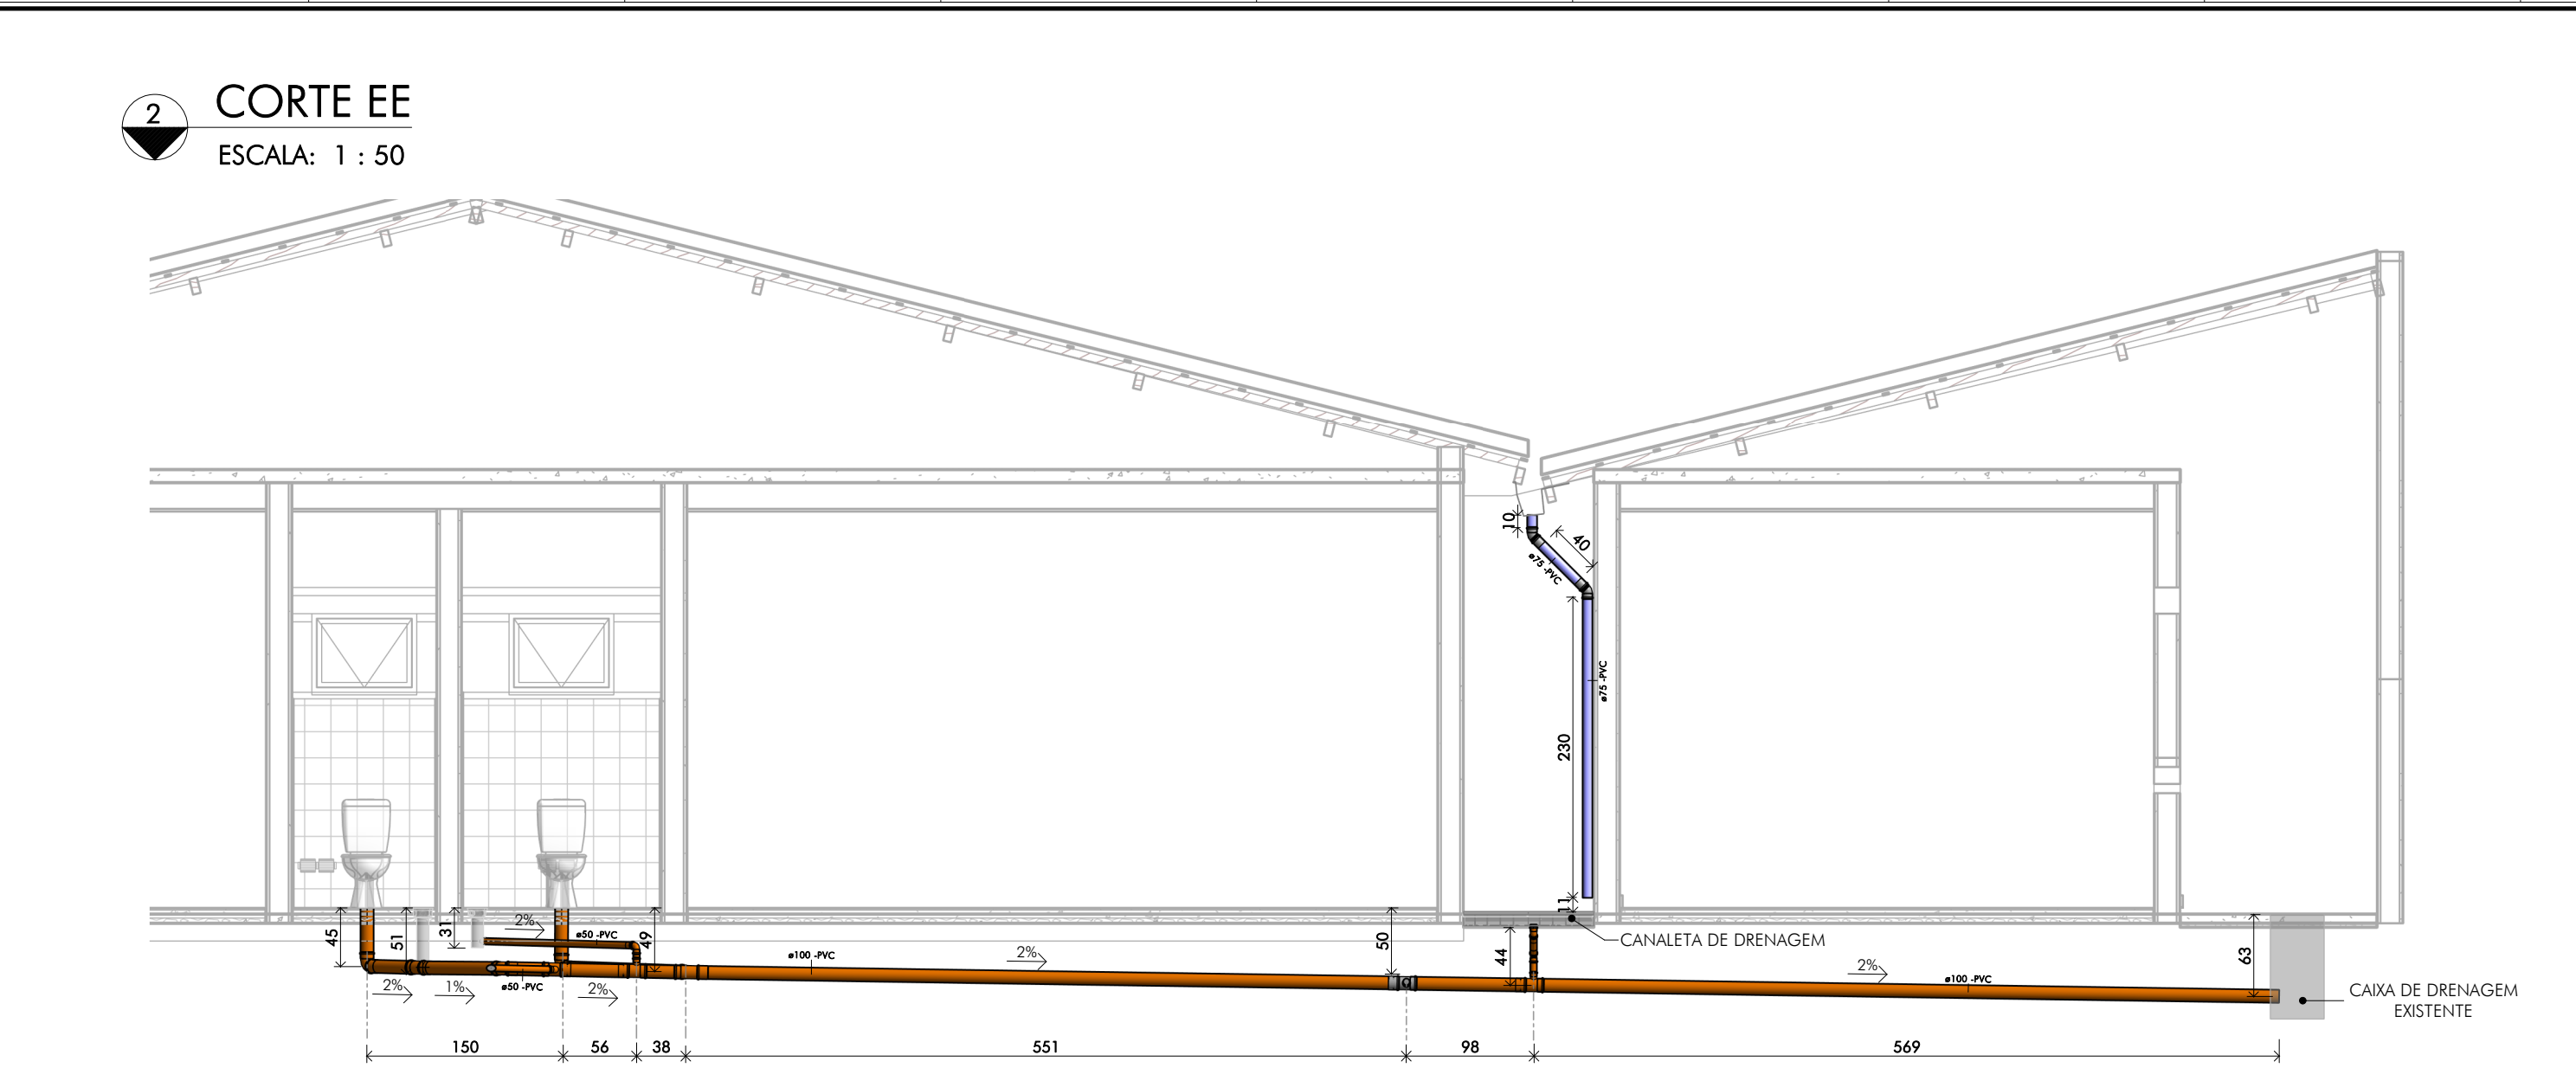 2
CORTE EE
ESCALA: 1 : 50
10
40
ø75 -PVC
ø75 -PVC
230
11
45
51
31
2%
ø50 -PVC
49
ø100 -PVC
2%
50
44
CANALETA DE DRENAGEM
2%
ø100 -PVC
63
2%
1%
ø50 -PVC
2%
CAIXA DE DRENAGEM
EXISTENTE
150
56
38
551
98
569